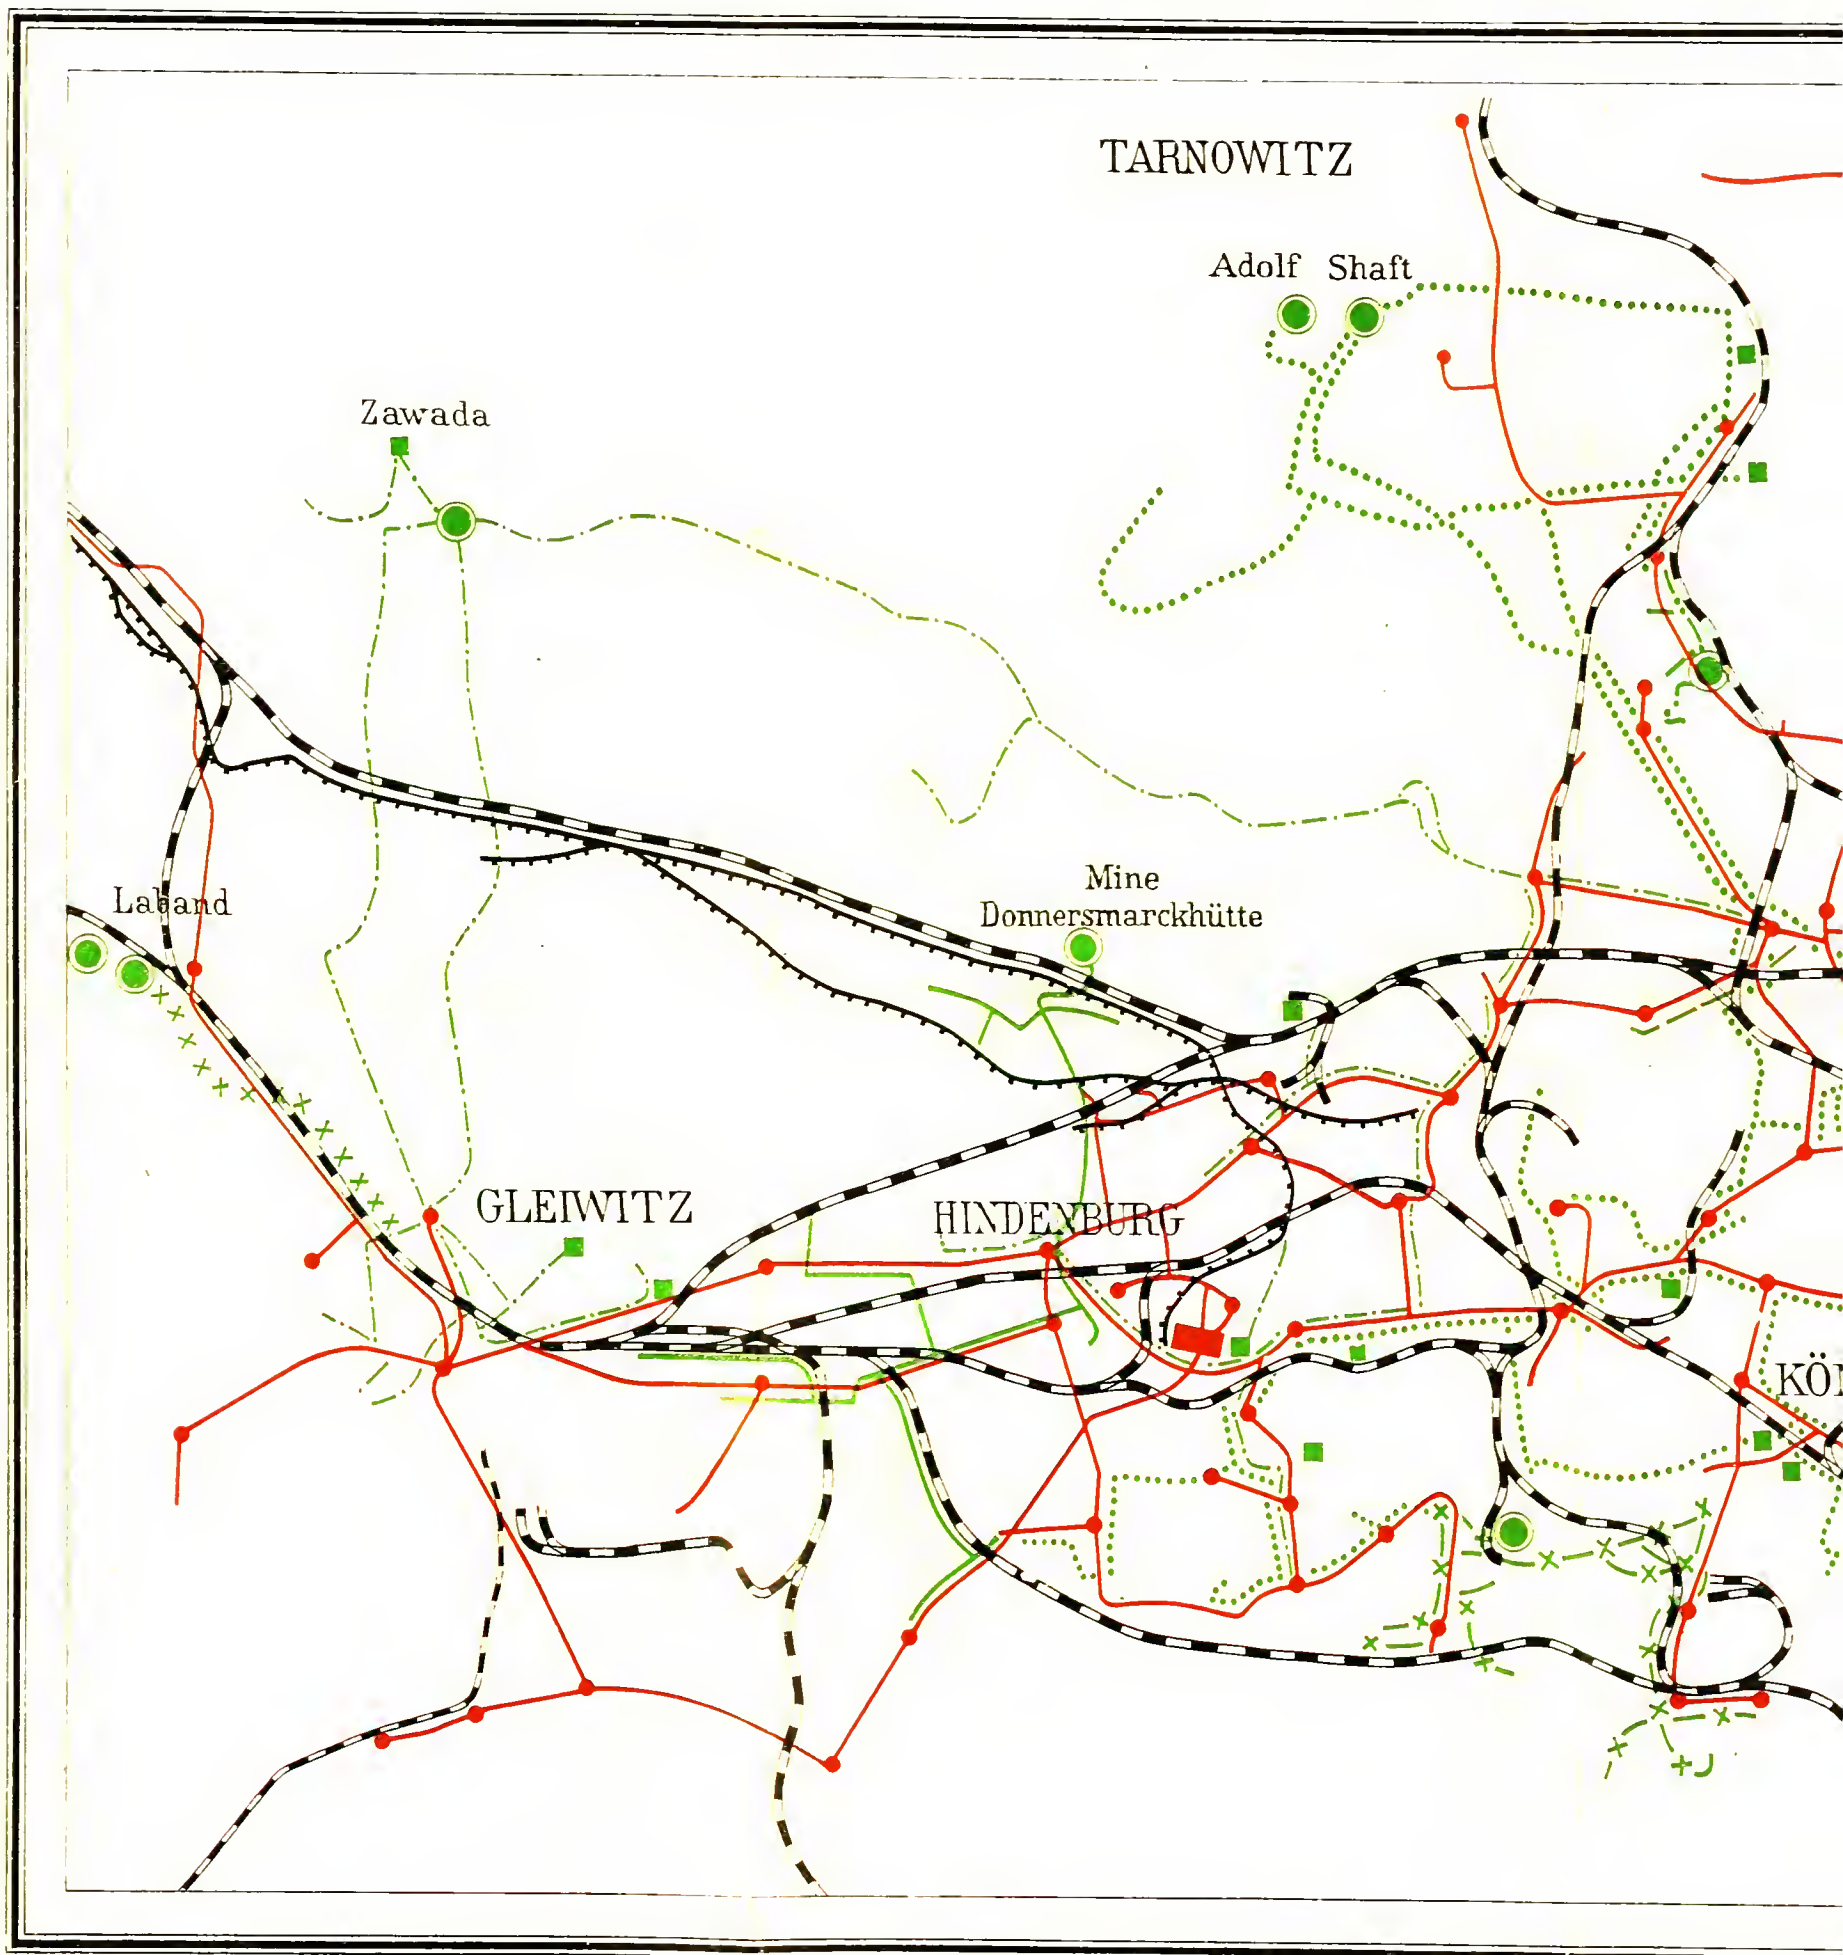 TARNOWITZ
Adolf Shaft
Zawada
Mine
Donnersmarckhütte
Laband
GLEIWITZ
HINDENBURG